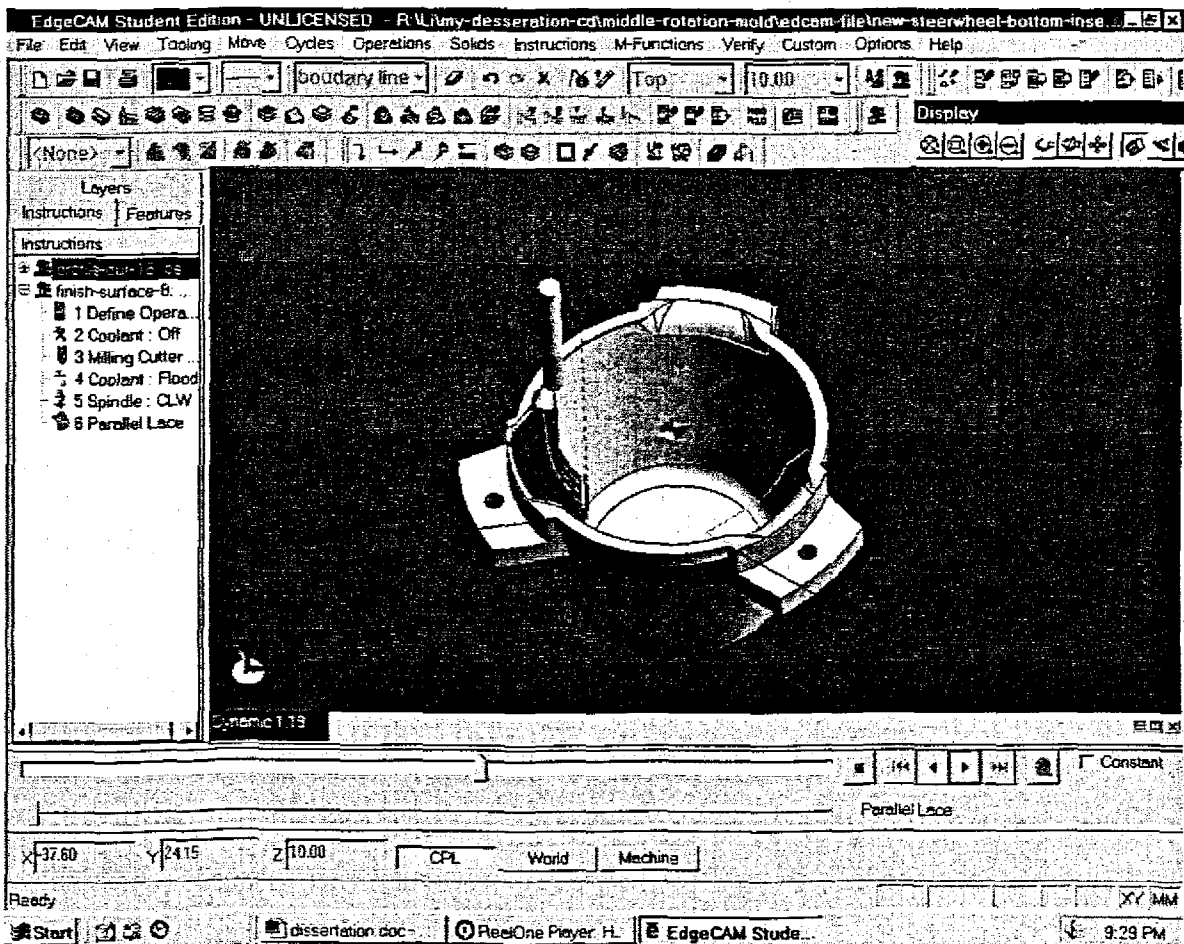 EdgeCAM Student Edition - UNLICENSED - R:\Li\my-desseration-cd\middle-rotation-mold\edcam-file\new-steerwheel-bottom-inse...
File Edit View Tooling Move Cycles Operations Solids Instructions M-Functions Verify Custom Options Help
boudary line Top 10.00
Display
<None>
Layers
Instructions Features
Instructions
finish-surface-8: ...
1 Define Opera...
2 Coolant : Off
3 Milling Cutter ...
4 Coolant : Flood
5 Spindle : CLW
6 Parallel Lace
Dynamic 1.19
Constant
Parallel Lace
X -37.60 Y 24.15 Z 10.00 CPL World Machine
Ready
XY MM
Start dissertation.doc - RealOne Player: H... EdgeCAM Stude... 9:29 PM